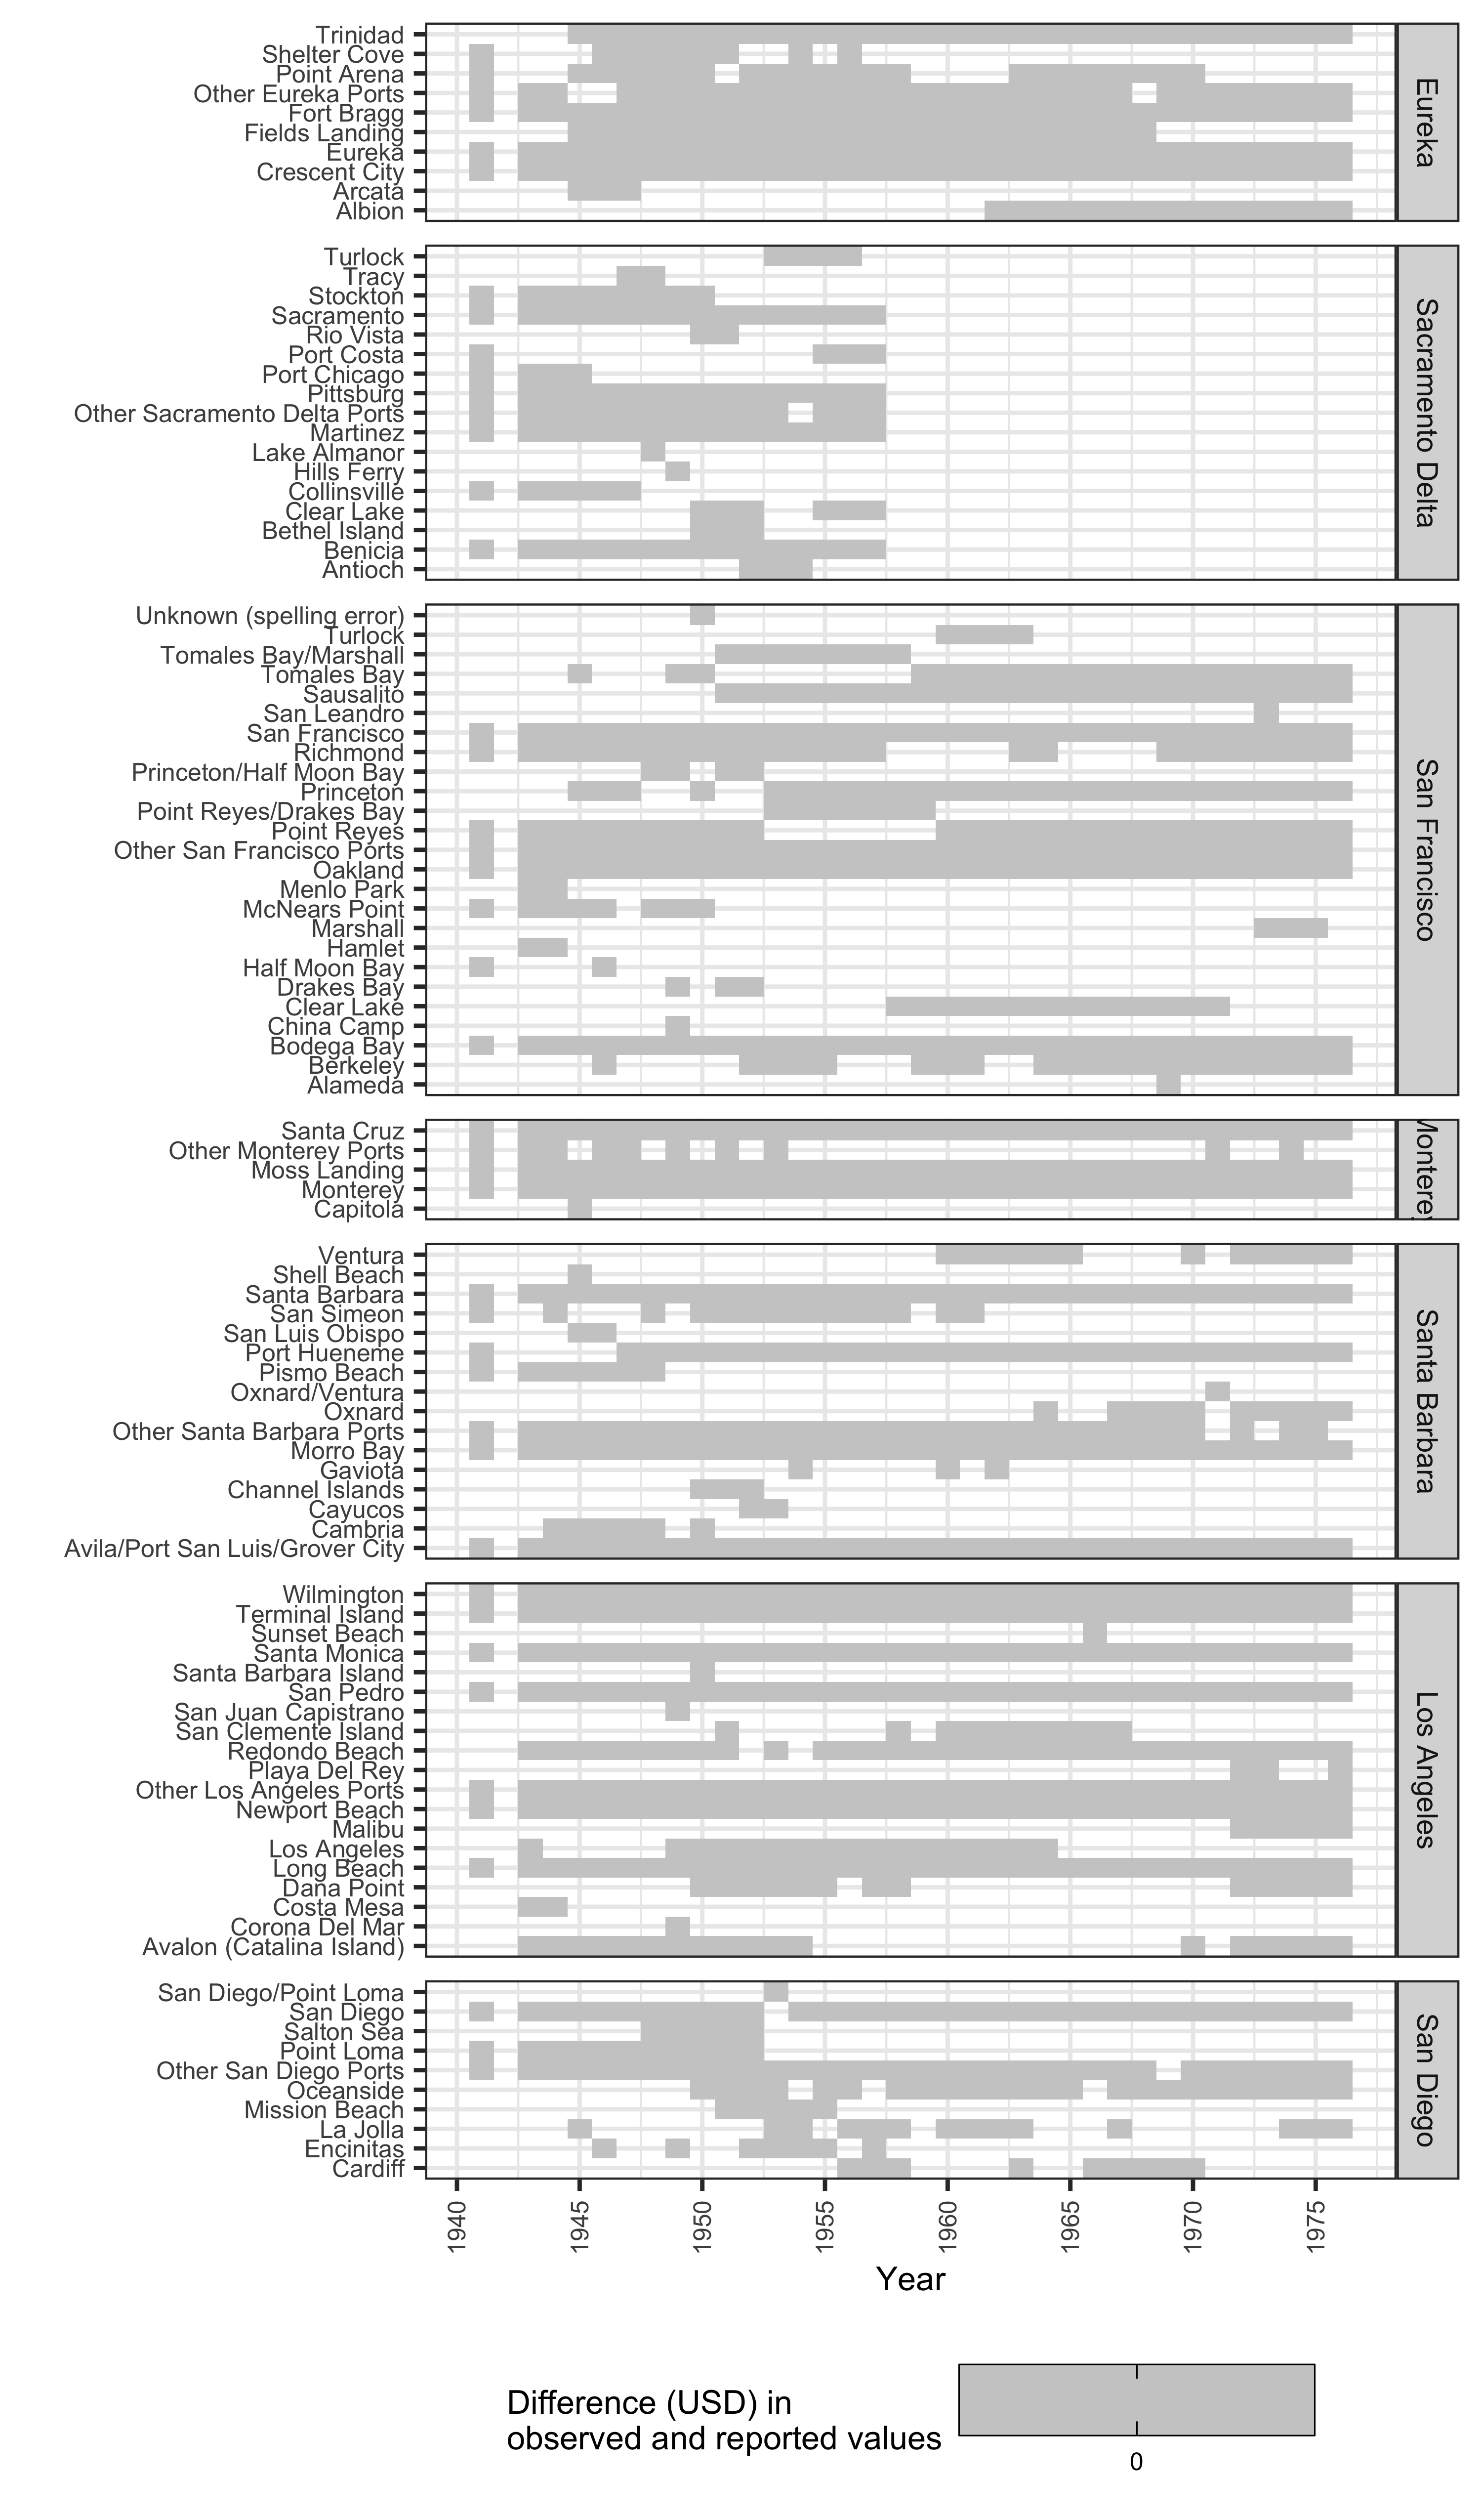 Trinidad
Shelter Cove
Point Arena
Other Eureka Ports
Fort Bragg
Fields Landing
Eureka
Crescent City
Arcata
Albion
Eureka
Turlock
Tracy
Stockton
Sacramento
Rio Vista
Port Costa
Port Chicago
Pittsburg
Other Sacramento Delta Ports
Martinez
Lake Almanor
Hills Ferry
Collinsville
Clear Lake
Bethel Island
Benicia
Antioch
Sacramento Delta
Unknown (spelling error)
Turlock
Tomales Bay/Marshall
Tomales Bay
Sausalito
San Leandro
San Francisco
Richmond
Princeton/Half Moon Bay
Princeton
Point Reyes/Drakes Bay
Point Reyes
Other San Francisco Ports
Oakland
Menlo Park
McNears Point
Marshall
Hamlet
Half Moon Bay
Drakes Bay
Clear Lake
China Camp
Bodega Bay
Berkeley
Alameda
San Francisco
Santa Cruz
Other Monterey Ports
Moss Landing
Monterey
Capitola
Monterey
Ventura
Shell Beach
Santa Barbara
San Simeon
San Luis Obispo
Port Hueneme
Pismo Beach
Oxnard/Ventura
Oxnard
Other Santa Barbara Ports
Morro Bay
Gaviota
Channel Islands
Cayucos
Cambria
Avila/Port San Luis/Grover City
Santa Barbara
Wilmington
Terminal Island
Sunset Beach
Santa Monica
Santa Barbara Island
San Pedro
San Juan Capistrano
San Clemente Island
Redondo Beach
Playa Del Rey
Other Los Angeles Ports
Newport Beach
Malibu
Los Angeles
Long Beach
Dana Point
Costa Mesa
Corona Del Mar
Avalon (Catalina Island)
Los Angeles
San Diego/Point Loma
San Diego
Salton Sea
Point Loma
Other San Diego Ports
Oceanside
Mission Beach
La Jolla
Encinitas
Cardiff
San Diego
1940
1945
1950
1955
1960
1965
1970
1975
Year
Difference (USD) in
observed and reported values
0